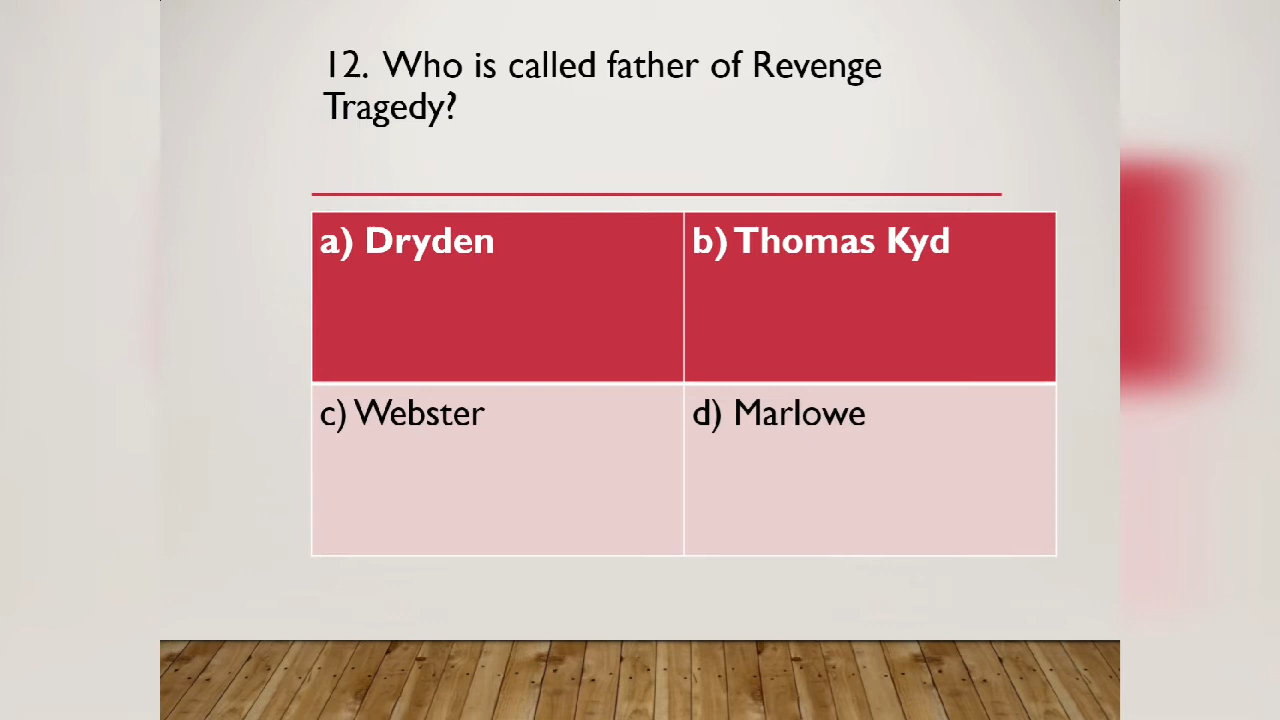 12. Who is called father of Revenge
Tragedy?
a) Dryden
b) Thomas Kyd
c) Webster
d) Marlowe